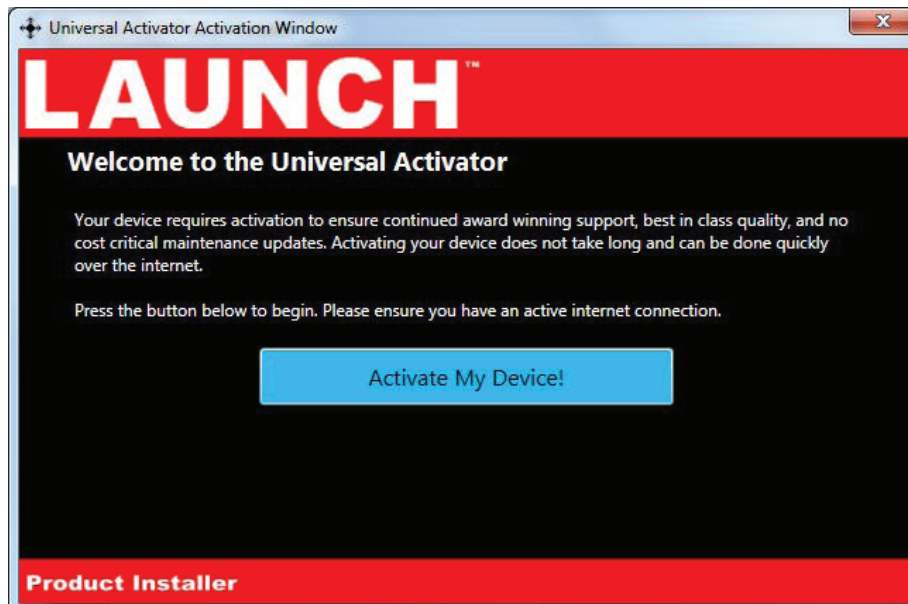 Universal Activator Activation Window
x
LAUNCH™
Welcome to the Universal Activator
Your device requires activation to ensure continued award winning support, best in class quality, and no
cost critical maintenance updates. Activating your device does not take long and can be done quickly
over the internet.
Press the button below to begin. Please ensure you have an active internet connection.
Activate My Device!
Product Installer